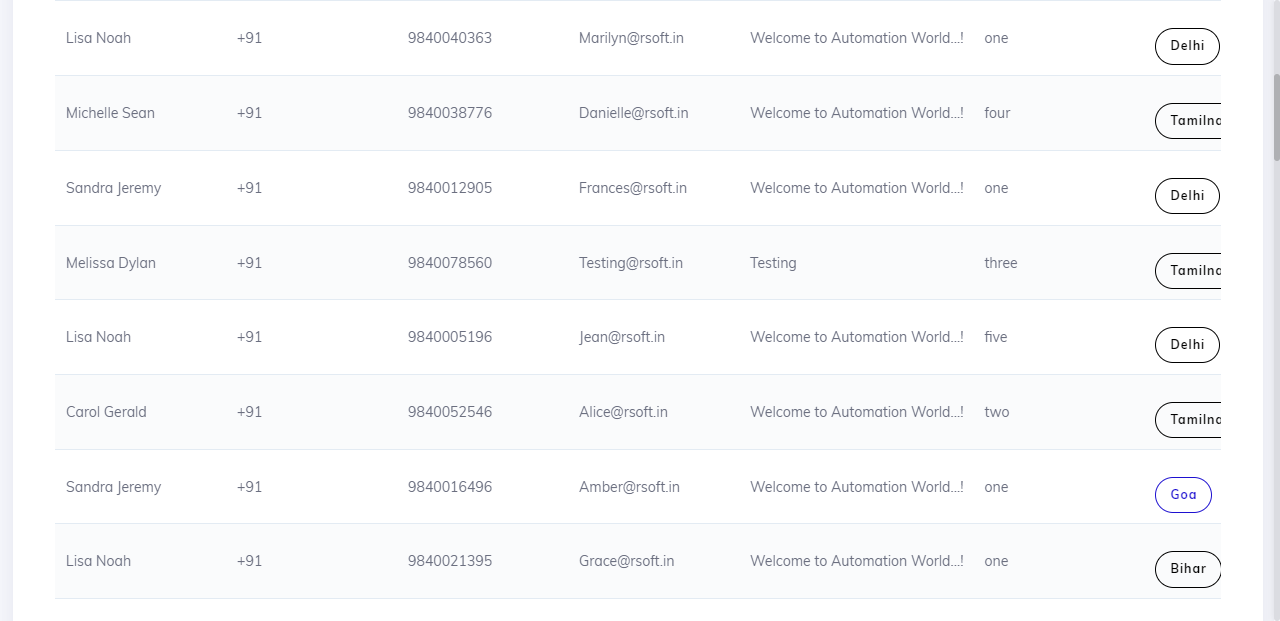 Lisa Noah +91 9840040363 Marilyn@rsoft.in Welcome to Automation World...! one Delhi
Michelle Sean +91 9840038776 Danielle@rsoft.in Welcome to Automation World...! four Tamilna
Sandra Jeremy +91 9840012905 Frances@rsoft.in Welcome to Automation World...! one Delhi
Melissa Dylan +91 9840078560 Testing@rsoft.in Testing three Tamilna
Lisa Noah +91 9840005196 Jean@rsoft.in Welcome to Automation World...! five Delhi
Carol Gerald +91 9840052546 Alice@rsoft.in Welcome to Automation World...! two Tamilna
Sandra Jeremy +91 9840016496 Amber@rsoft.in Welcome to Automation World...! one Goa
Lisa Noah +91 9840021395 Grace@rsoft.in Welcome to Automation World...! one Bihar